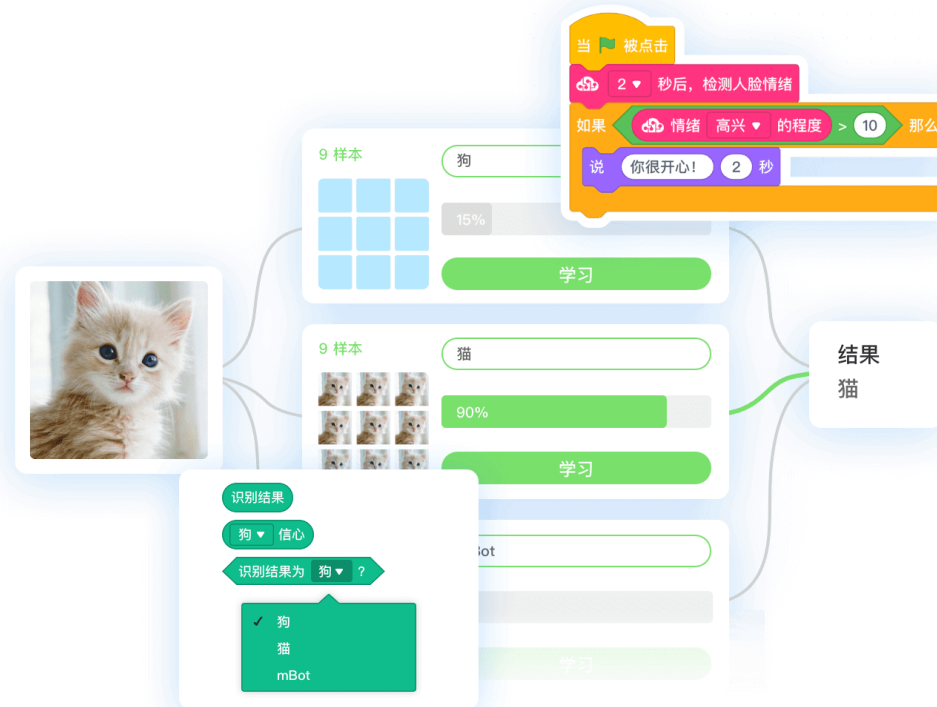 当 被点击
2 秒后，检测人脸情绪
如果 情绪 高兴 的程度 > 10 那么
说 你很开心！ 2 秒
9 样本
狗
15%
学习
9 样本
猫
90%
学习
结果
猫
识别结果
狗 信心
识别结果为 狗 ?
狗
猫
mBot
学习